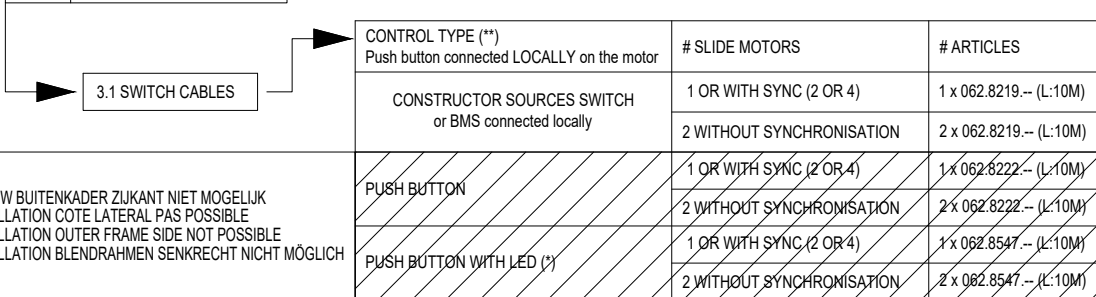 CONTROL TYPE (**)
Push button connected LOCALLY on the motor
# SLIDE MOTORS
# ARTICLES
3.1 SWITCH CABLES
CONSTRUCTOR SOURCES SWITCH
or BMS connected locally
1 OR WITH SYNC (2 OR 4)
1 x 062.8219.-- (L:10M)
2 WITHOUT SYNCHRONISATION
2 x 062.8219.-- (L:10M)
W BUITENKADER ZIJKANT NIET MOGELIJK
LLATION COTE LATERAL PAS POSSIBLE
LLATION OUTER FRAME SIDE NOT POSSIBLE
LLATION BLENDRAHMEN SENKRECHT NICHT MÖGLICH
PUSH BUTTON
1 OR WITH SYNC (2 OR 4)
1 x 062.8222.-- (L:10M)
2 WITHOUT SYNCHRONISATION
2 x 062.8222.-- (L:10M)
PUSH BUTTON WITH LED (*)
1 OR WITH SYNC (2 OR 4)
1 x 062.8547.-- (L:10M)
2 WITHOUT SYNCHRONISATION
2 x 062.8547.-- (L:10M)